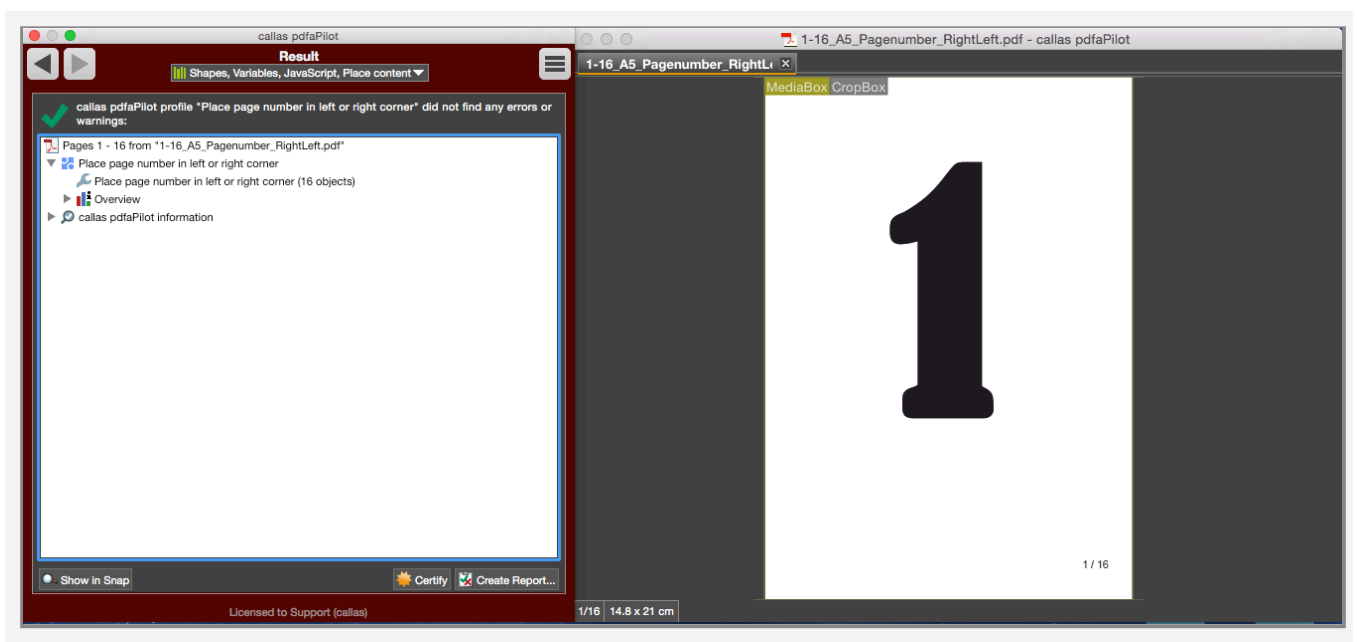 callas pdfaPilot
Result
Shapes, Variables, JavaScript, Place content
callas pdfaPilot profile "Place page number in left or right corner" did not find any errors or
warnings:
Pages 1 - 16 from "1-16_A5_Pagenumber_RightLeft.pdf"
Place page number in left or right corner
Place page number in left or right corner (16 objects)
Overview
callas pdfaPilot information
Show in Snap
Certify
Create Report...
Licensed to Support (callas)
1-16_A5_Pagenumber_RightLeft.pdf - callas pdfaPilot
1-16_A5_Pagenumber_RightL
MediaBox CropBox
1
1 / 16
1/16 14.8 x 21 cm